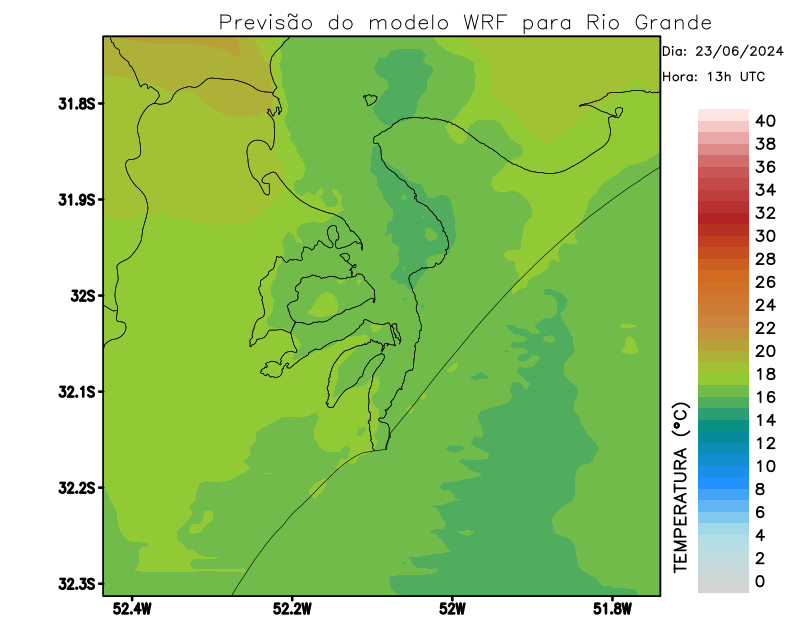 Previsão do modelo WRF para Rio Grande
Dia: 23/06/2024
Hora: 13h UTC
31.8S
31.9S
32S
32.1S
32.2S
32.3S
52.4W
52.2W
52W
51.8W
TEMPERATURA (°C)
40
38
36
34
32
30
28
26
24
22
20
18
16
14
12
10
8
6
4
2
0